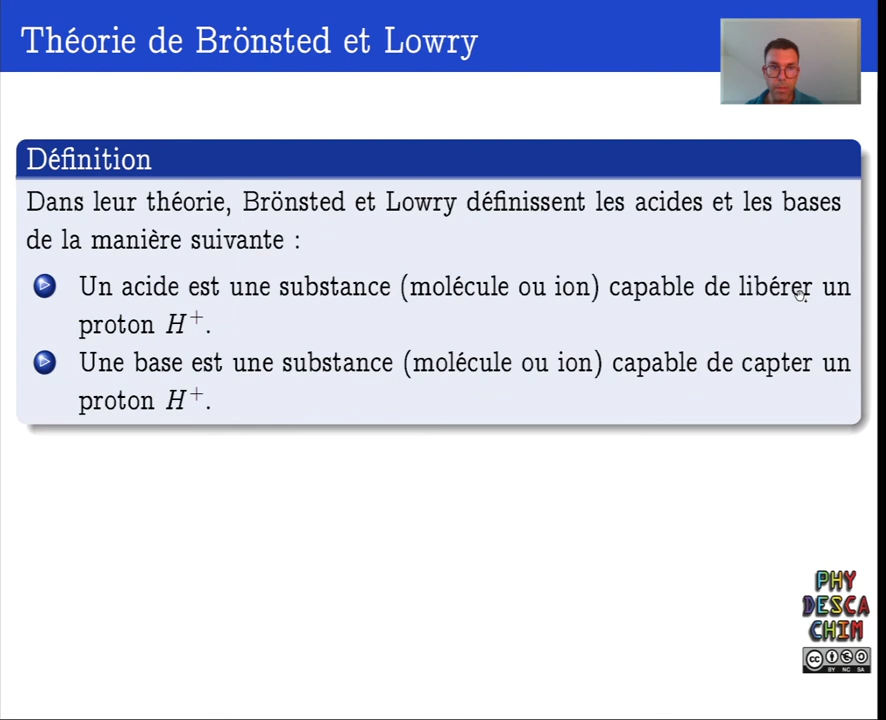 Théorie de Brönsted et Lowry
Définition
Dans leur théorie, Brönsted et Lowry définissent les acides et les bases
de la manière suivante :
Un acide est une substance (molécule ou ion) capable de libérer un
proton H⁺.
Une base est une substance (molécule ou ion) capable de capter un
proton H⁺.
PHY
DESCA
CHIM
cc
BY NC SA